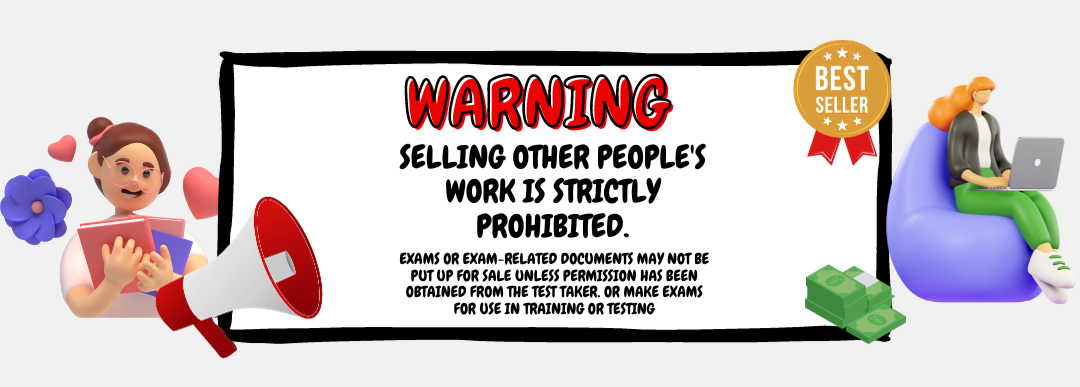 WARNING
BEST
SELLER
SELLING OTHER PEOPLE'S
WORK IS STRICTLY
PROHIBITED.
EXAMS OR EXAM-RELATED DOCUMENTS MAY NOT BE
PUT UP FOR SALE UNLESS PERMISSION HAS BEEN
OBTAINED FROM THE TEST TAKER. OR MAKE EXAMS
FOR USE IN TRAINING OR TESTING